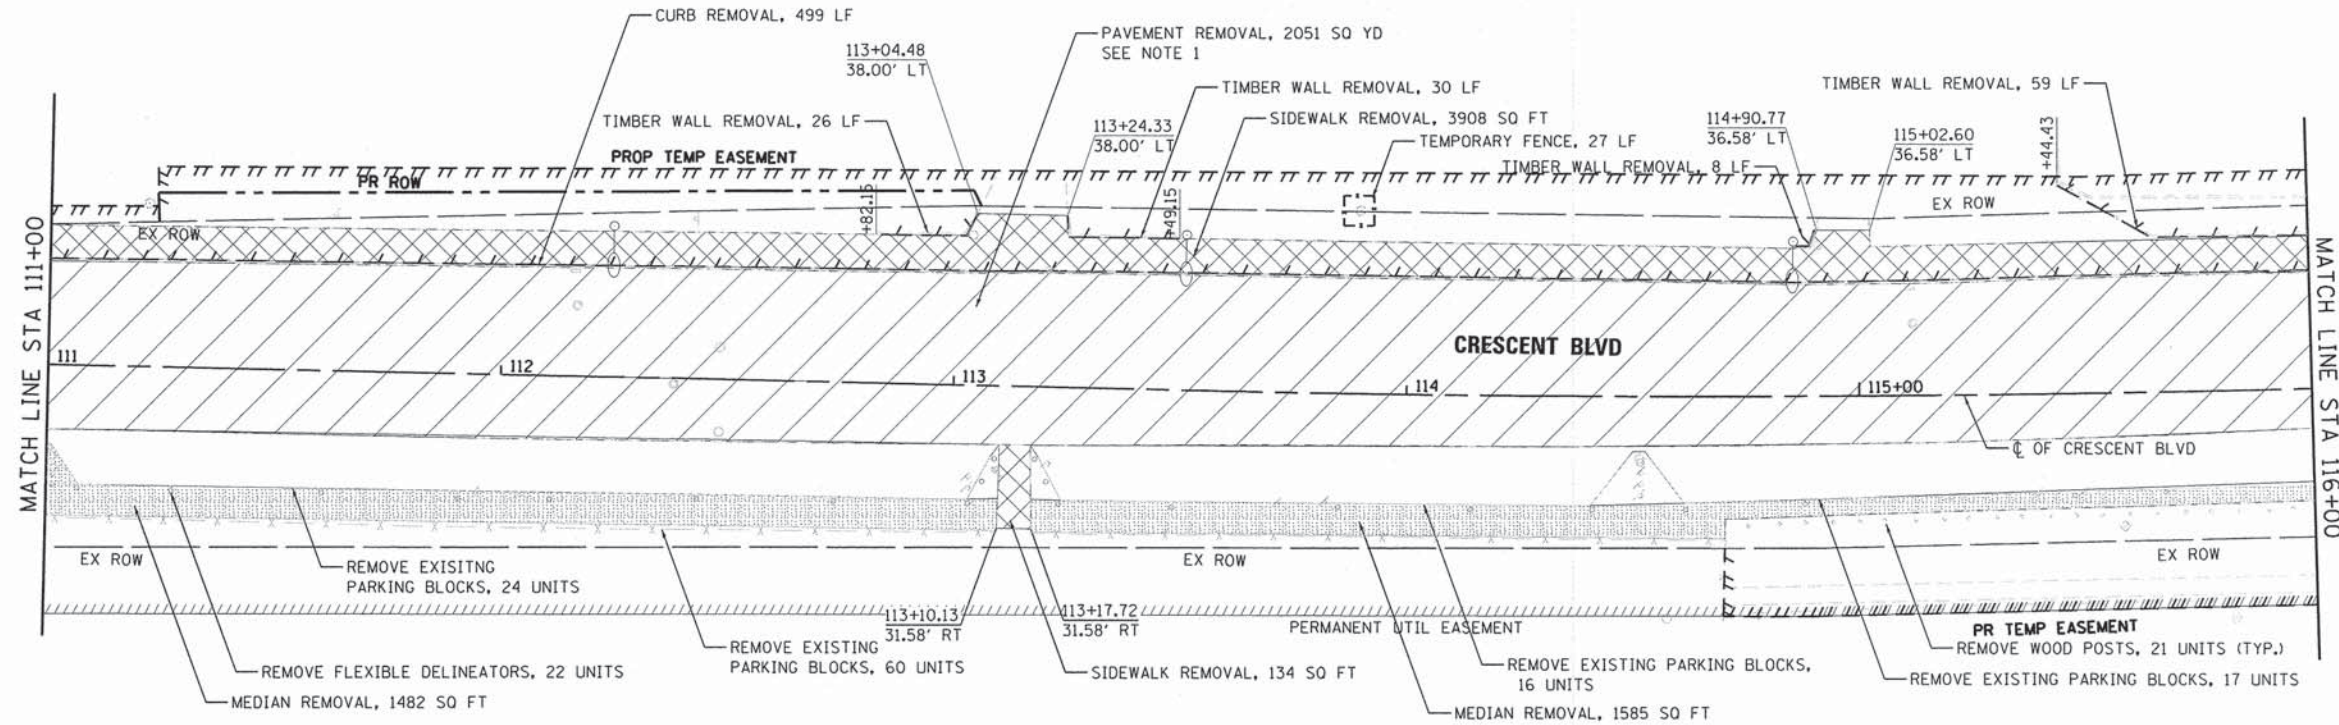 CURB REMOVAL, 499 LF
113+04.48
38.00' LT
PAVEMENT REMOVAL, 2051 SQ YD
SEE NOTE 1
TIMBER WALL REMOVAL, 30 LF
TIMBER WALL REMOVAL, 59 LF
TIMBER WALL REMOVAL, 26 LF
SIDEWALK REMOVAL, 3908 SQ FT
113+24.33
38.00' LT
114+90.77
36.58' LT
115+02.60
36.58' LT
+44.43
TEMPORARY FENCE, 27 LF
PROP TEMP EASEMENT
TIMBER WALL REMOVAL, 8 LF
PR ROW
+82.15
+49.15
EX ROW
EX ROW
MATCH LINE STA 111+00
MATCH LINE STA 116+00
CRESCENT BLVD
111
112
113
114
115+00
℄ OF CRESCENT BLVD
EX ROW
EX ROW
EX ROW
REMOVE EXISITNG
PARKING BLOCKS, 24 UNITS
113+10.13
31.58' RT
113+17.72
31.58' RT
PERMANENT UTIL EASEMENT
PR TEMP EASEMENT
REMOVE WOOD POSTS, 21 UNITS (TYP.)
REMOVE EXISTING
PARKING BLOCKS, 60 UNITS
REMOVE FLEXIBLE DELINEATORS, 22 UNITS
SIDEWALK REMOVAL, 134 SQ FT
REMOVE EXISTING PARKING BLOCKS,
16 UNITS
REMOVE EXISTING PARKING BLOCKS, 17 UNITS
MEDIAN REMOVAL, 1482 SQ FT
MEDIAN REMOVAL, 1585 SQ FT